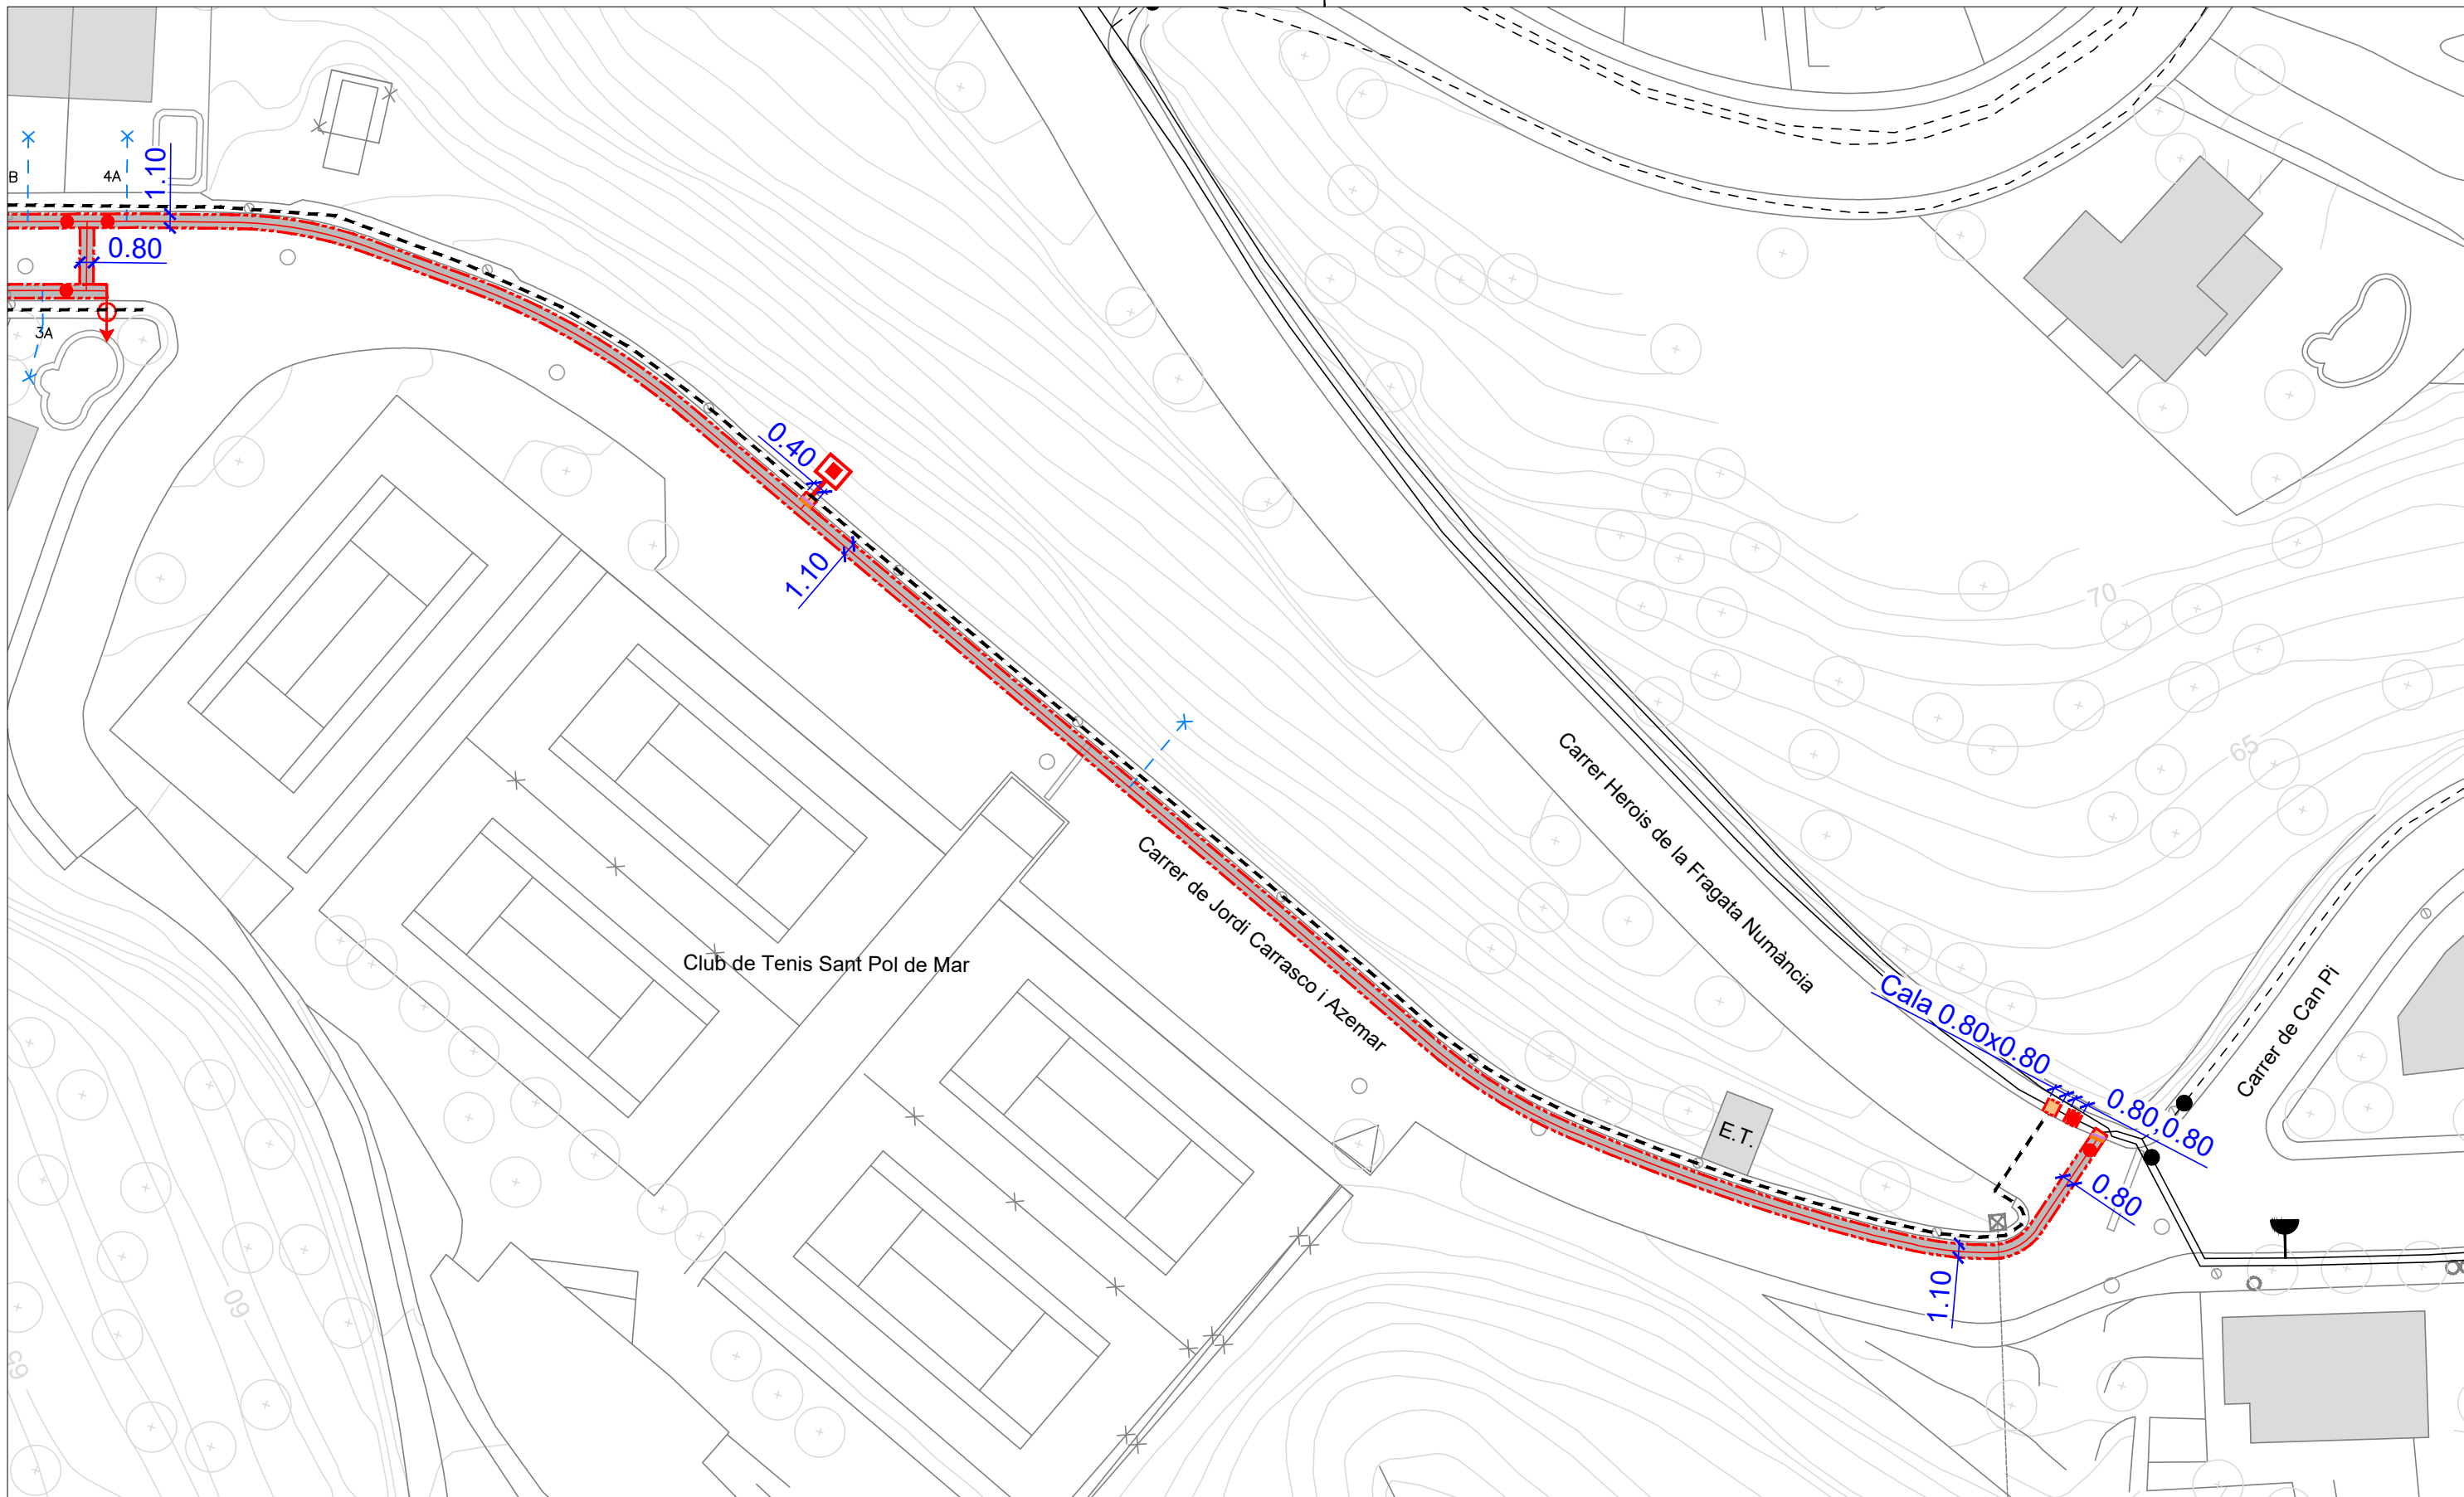 B
4A
1.10
0.80
3A
0.40
1.10
70
65
Carrer Herois de la Fragata Numància
Carrer de Jordi Carrasco i Azemar
Club de Tenis Sant Pol de Mar
Cala 0.80x0.80
0.80,0.80
Carrer de Can Pi
E.T.
0.80
1.10
60
65